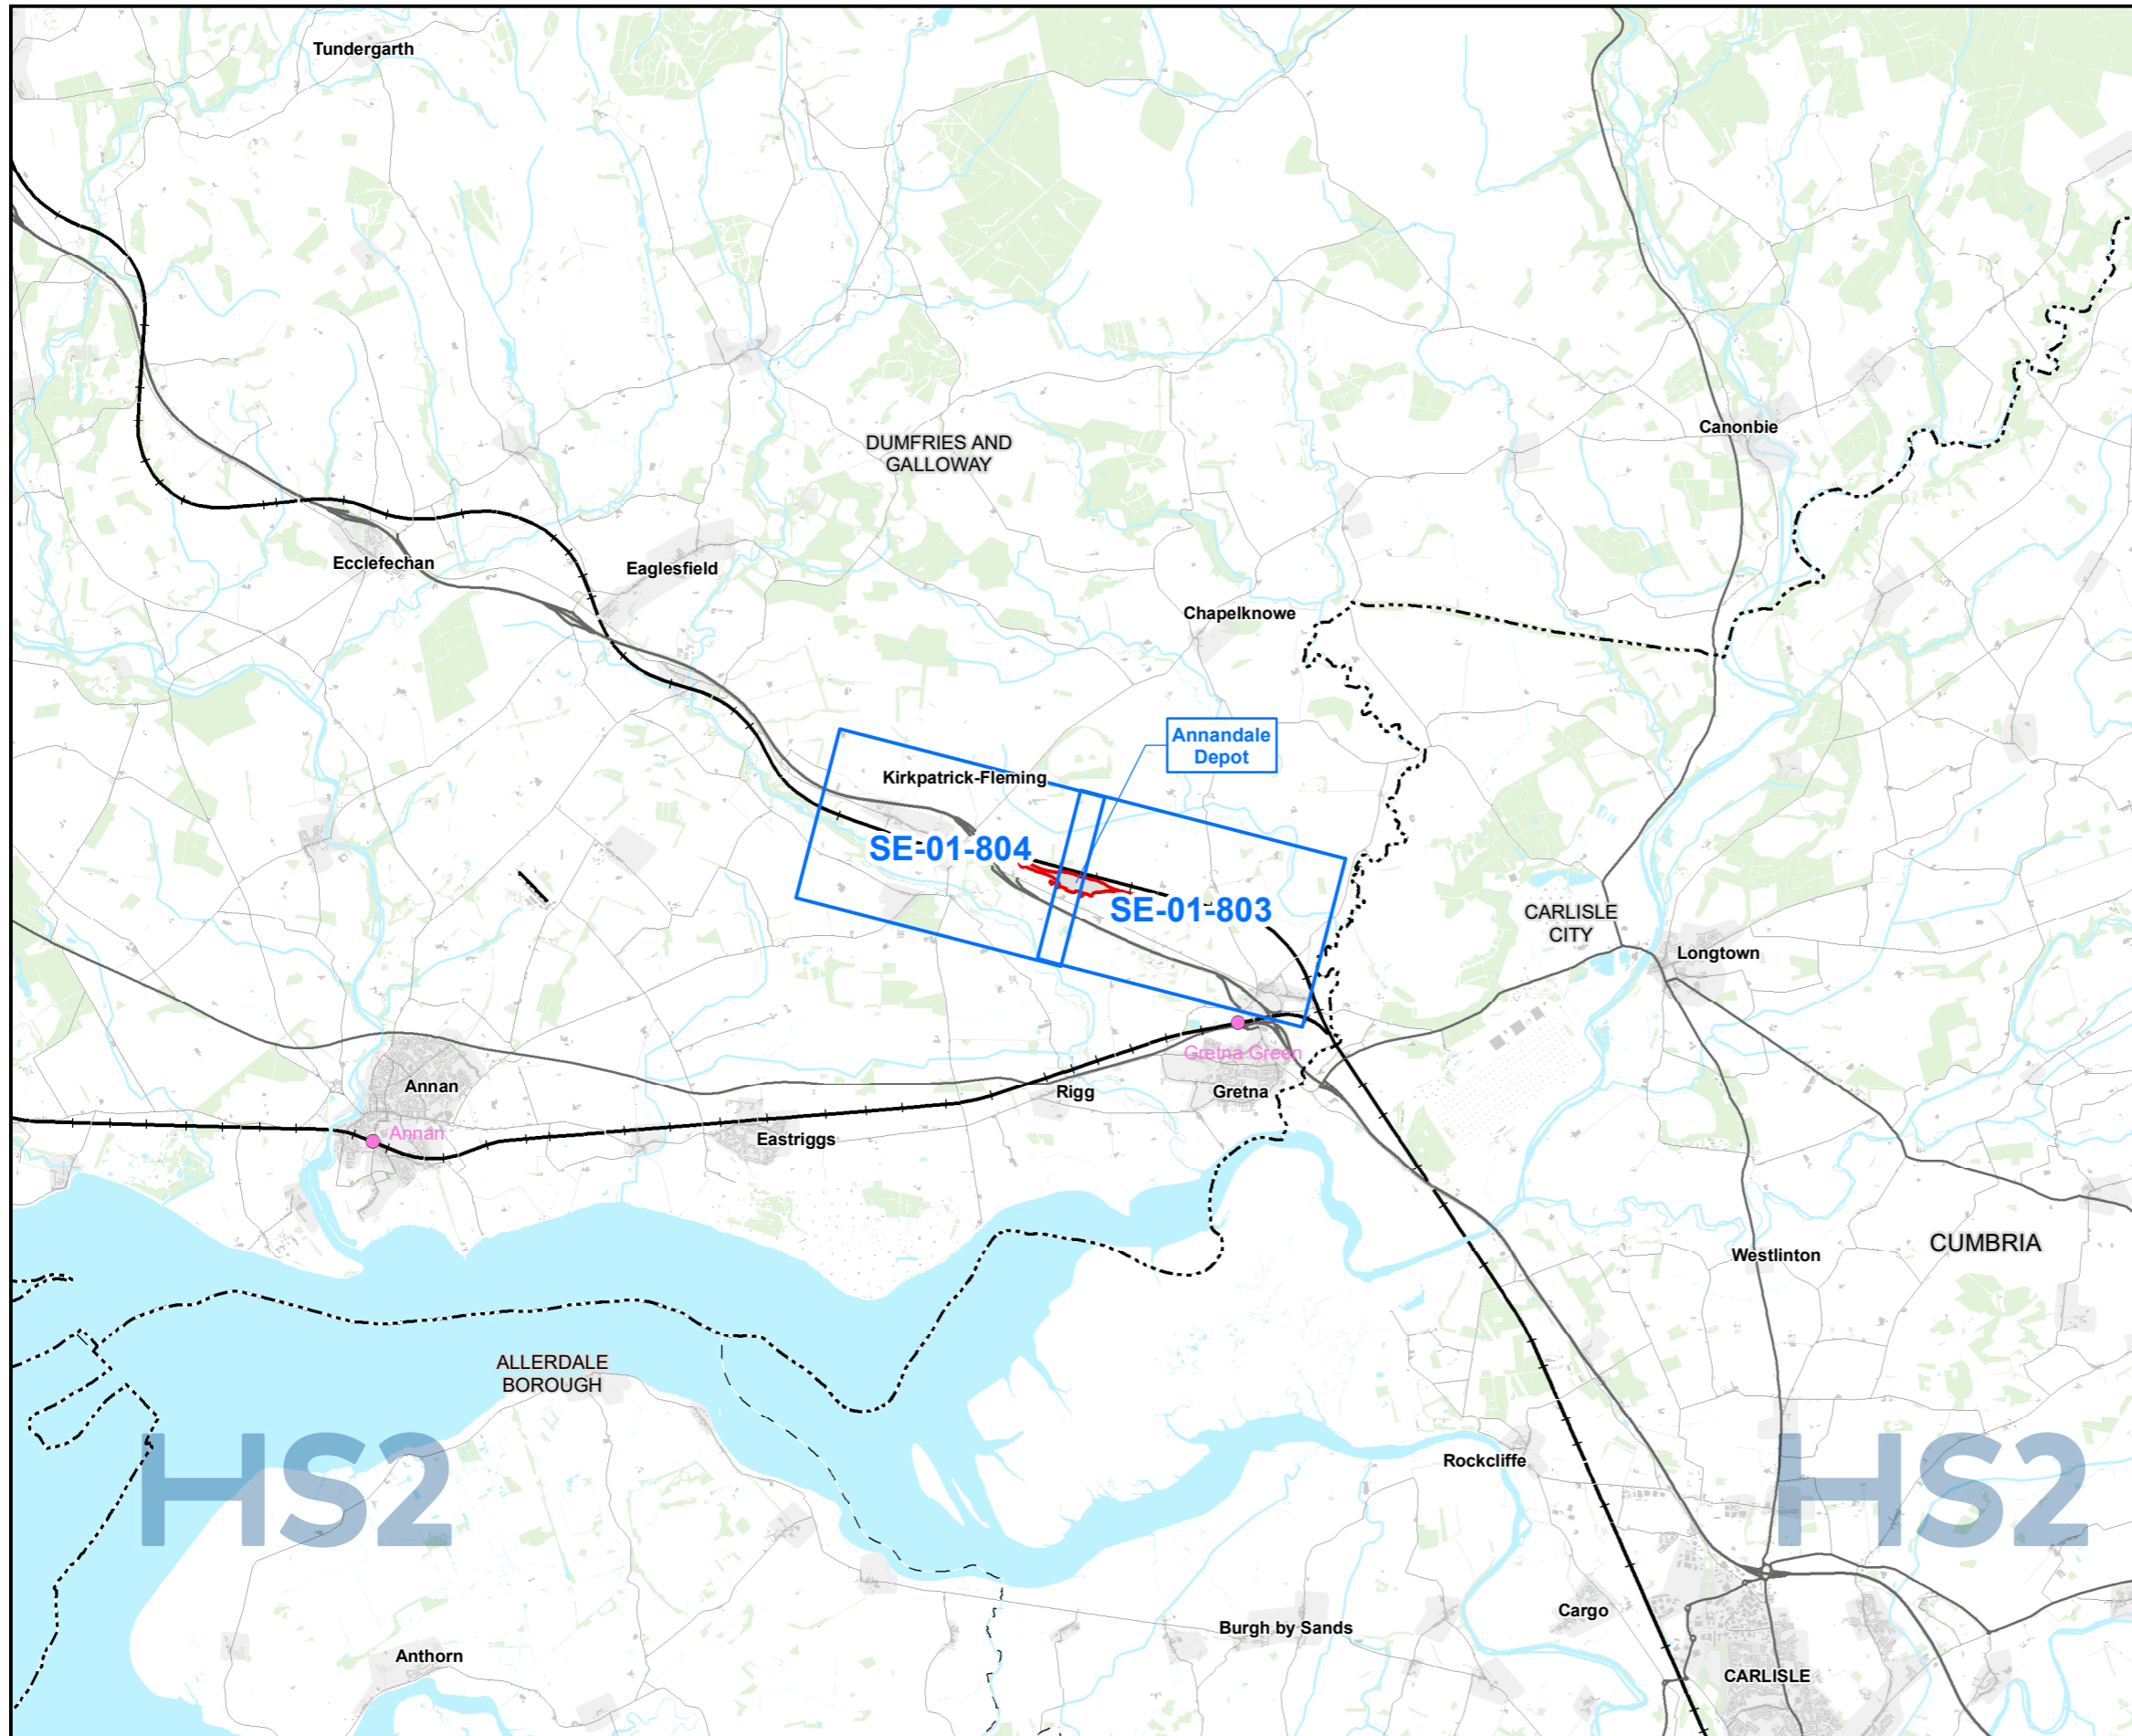 Tundergarth
Canonbie
DUMFRIES AND
GALLOWAY
Ecclefechan
Eaglesfield
Chapelknowe
Annandale
Depot
Kirkpatrick-Fleming
SE-01-804
SE-01-803
CARLISLE
CITY
Longtown
Gretna Green
Annan
Rigg
Gretna
Annan
Eastriggs
CUMBRIA
Westlinton
ALLERDALE
BOROUGH
Rockcliffe
HS2
HS2
Cargo
Burgh by Sands
Anthorn
CARLISLE